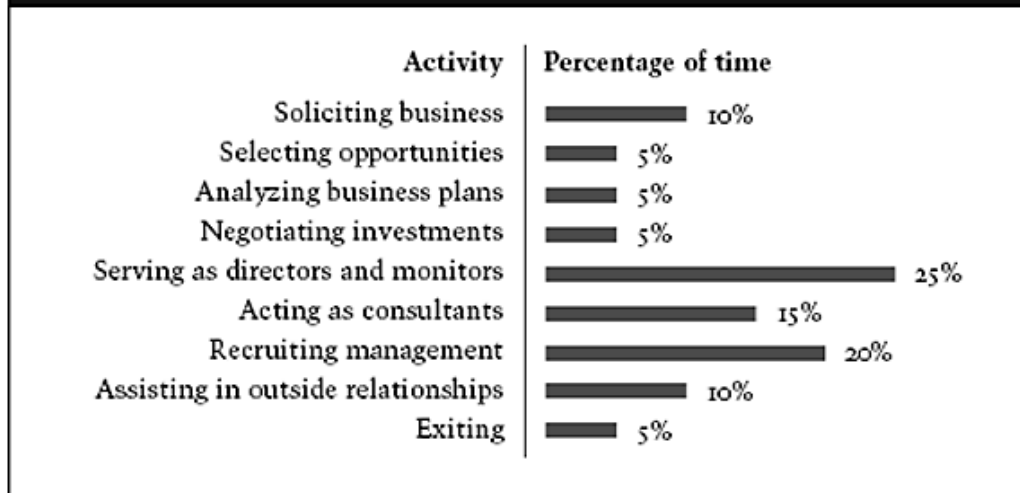 Activity Percentage of time
Soliciting business 10%
Selecting opportunities 5%
Analyzing business plans 5%
Negotiating investments 5%
Serving as directors and monitors 25%
Acting as consultants 15%
Recruiting management 20%
Assisting in outside relationships 10%
Exiting 5%